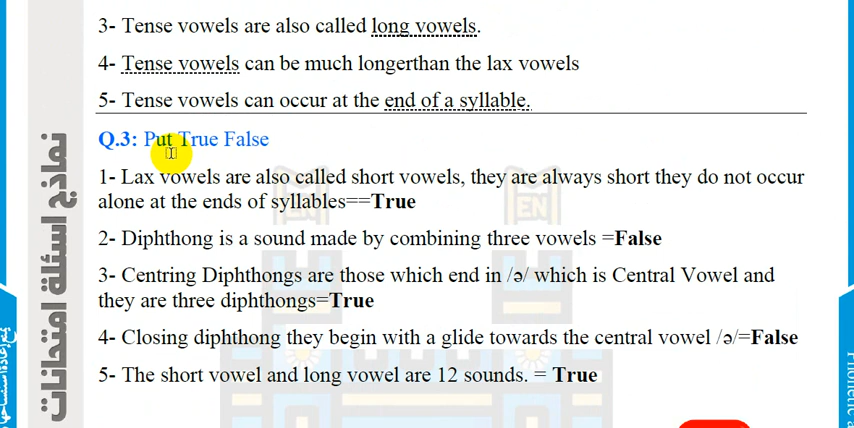 3- Tense vowels are also called long vowels.
4- Tense vowels can be much longerthan the lax vowels
5- Tense vowels can occur at the end of a syllable.
Q.3: Put True False
1- Lax vowels are also called short vowels, they are always short they do not occur
alone at the ends of syllables==True
2- Diphthong is a sound made by combining three vowels =False
3- Centring Diphthongs are those which end in /ə/ which is Central Vowel and
they are three diphthongs=True
4- Closing diphthong they begin with a glide towards the central vowel /ə/=False
5- The short vowel and long vowel are 12 sounds. = True
نماذج اسئلة امتحانات
EN
EN